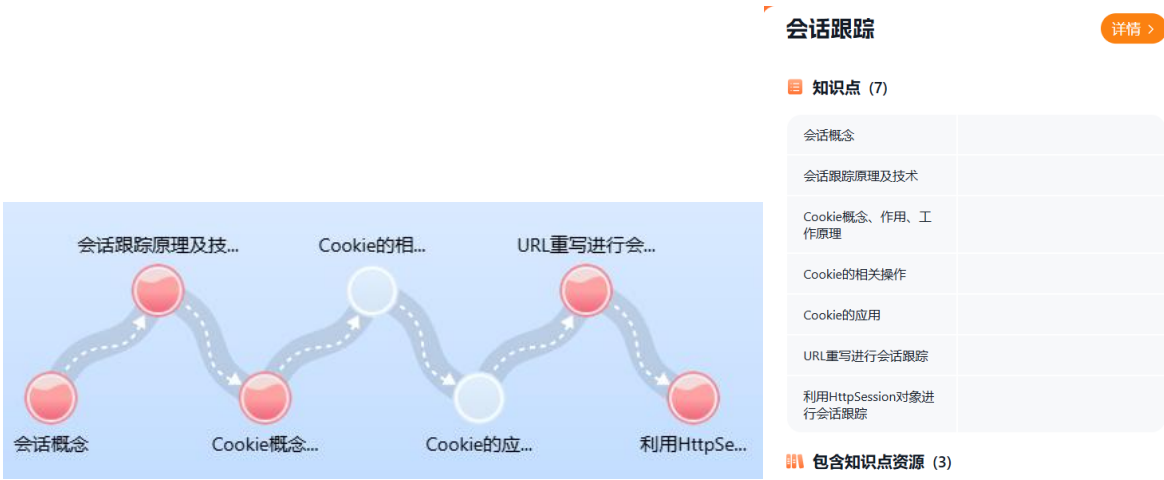 会话跟踪原理及技...
Cookie的相...
URL重写进行会...
会话概念
Cookie概念...
Cookie的应...
利用HttpSe...
会话跟踪
详情 >
知识点 (7)
会话概念
会话跟踪原理及技术
Cookie概念、作用、工
作原理
Cookie的相关操作
Cookie的应用
URL重写进行会话跟踪
利用HttpSession对象进
行会话跟踪
包含知识点资源 (3)